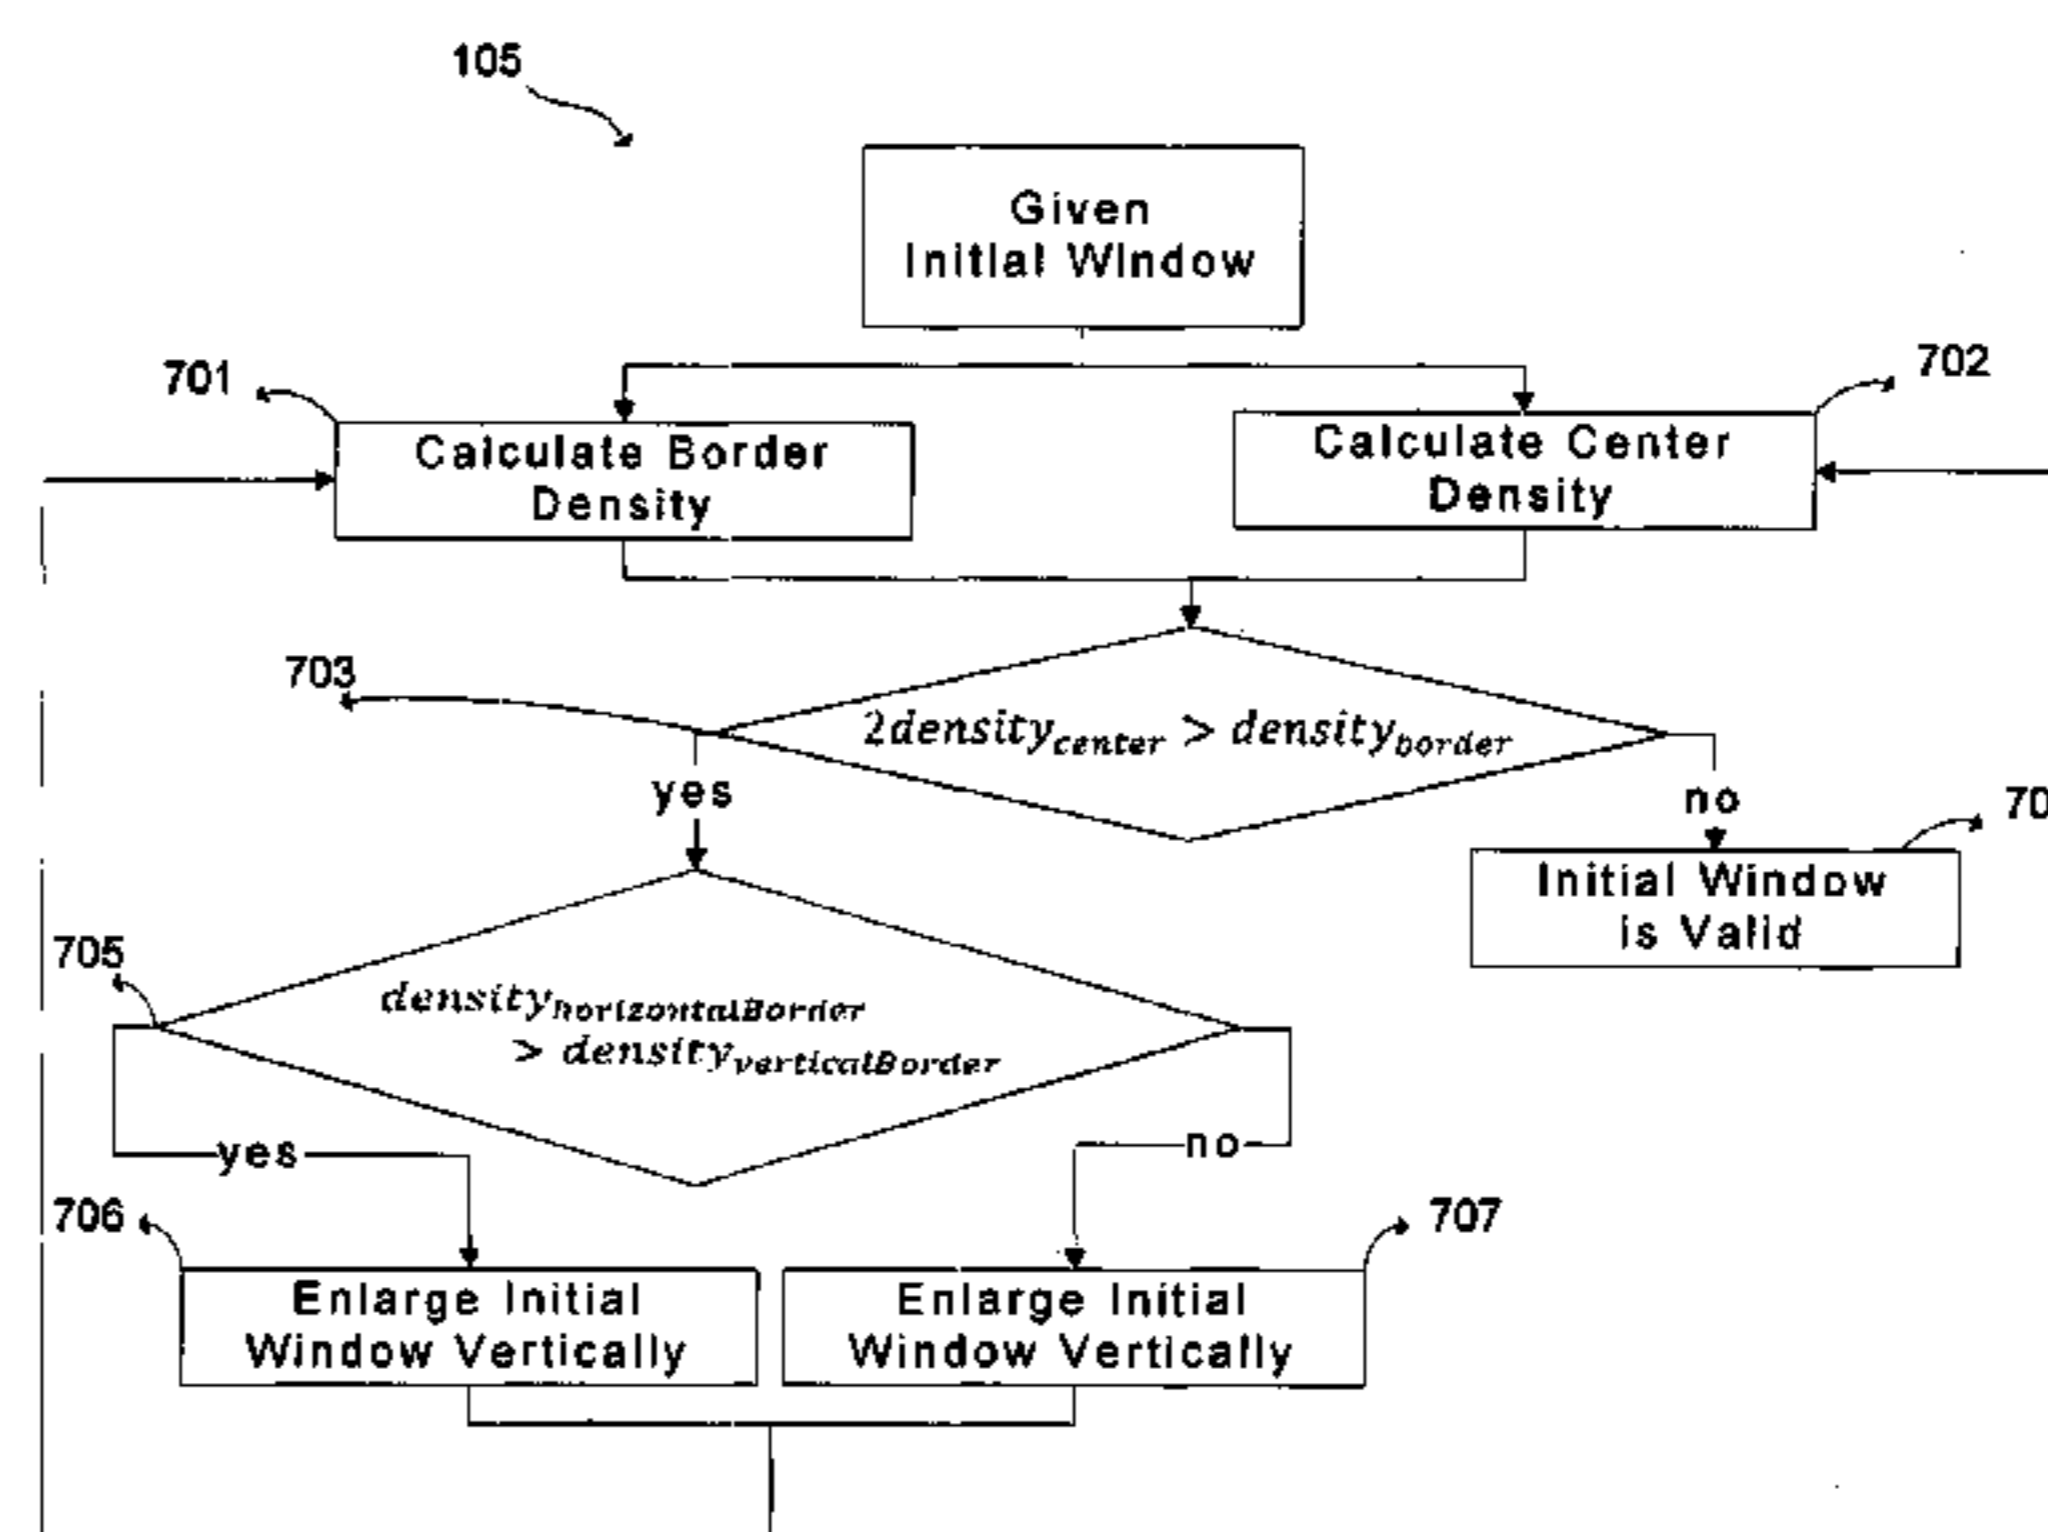 105
Given
Initial Window
701
702
Calculate Border
Density
Calculate Center
Density
703
2density_center > density_border
yes
no
70
Initial Window
is Valid
705
density_horizontalBorder
> density_verticalBorder
yes
no
706
707
Enlarge Initial
Window Vertically
Enlarge Initial
Window Vertically